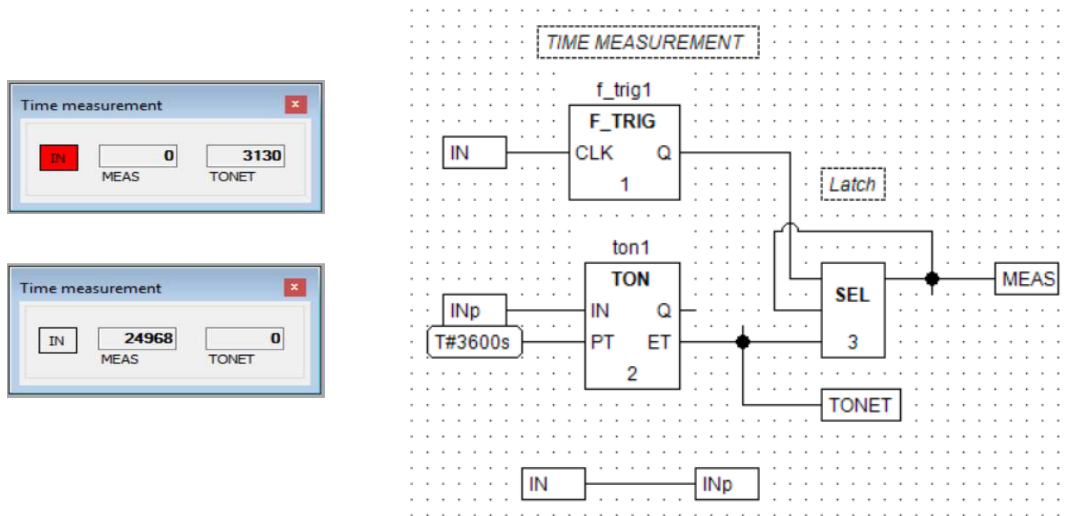 Time measurement
x
IN
0
3130
MEAS
TONET
Time measurement
x
IN
24968
0
MEAS
TONET
TIME MEASUREMENT
f_trig1
F_TRIG
IN
CLK Q
1
Latch
ton1
TON
INp
IN Q
T#3600s
PT ET
2
SEL
3
MEAS
TONET
IN
INp